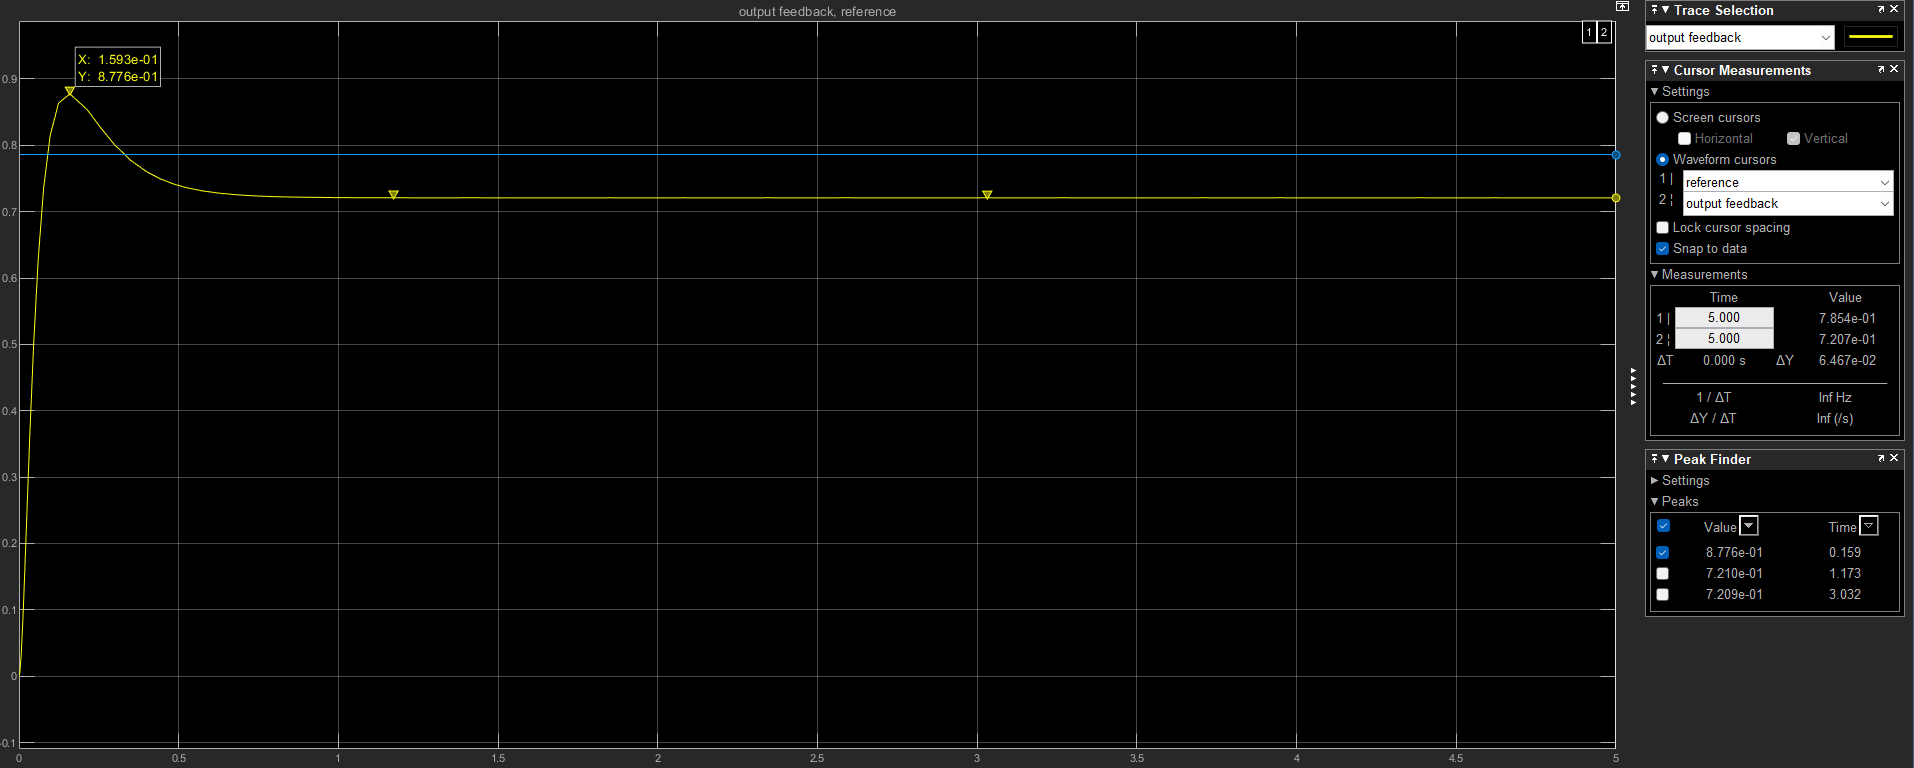 output feedback, reference
1 2
X: 1.593e-01
Y: 8.776e-01
0.9
0.8
0.7
0.6
0.5
0.4
0.3
0.2
0.1
0
-0.1
0 0.5 1 1.5 2 2.5 3 3.5 4 4.5 5
Trace Selection
output feedback
Cursor Measurements
Settings
Screen cursors
Horizontal Vertical
Waveform cursors
1 | reference
2 ¦ output feedback
Lock cursor spacing
Snap to data
Measurements
Time Value
1 | 5.000 7.854e-01
2 ¦ 5.000 7.207e-01
ΔT 0.000 s ΔY 6.467e-02
1 / ΔT Inf Hz
ΔY / ΔT Inf (/s)
Peak Finder
Settings
Peaks
Value Time
8.776e-01 0.159
7.210e-01 1.173
7.209e-01 3.032